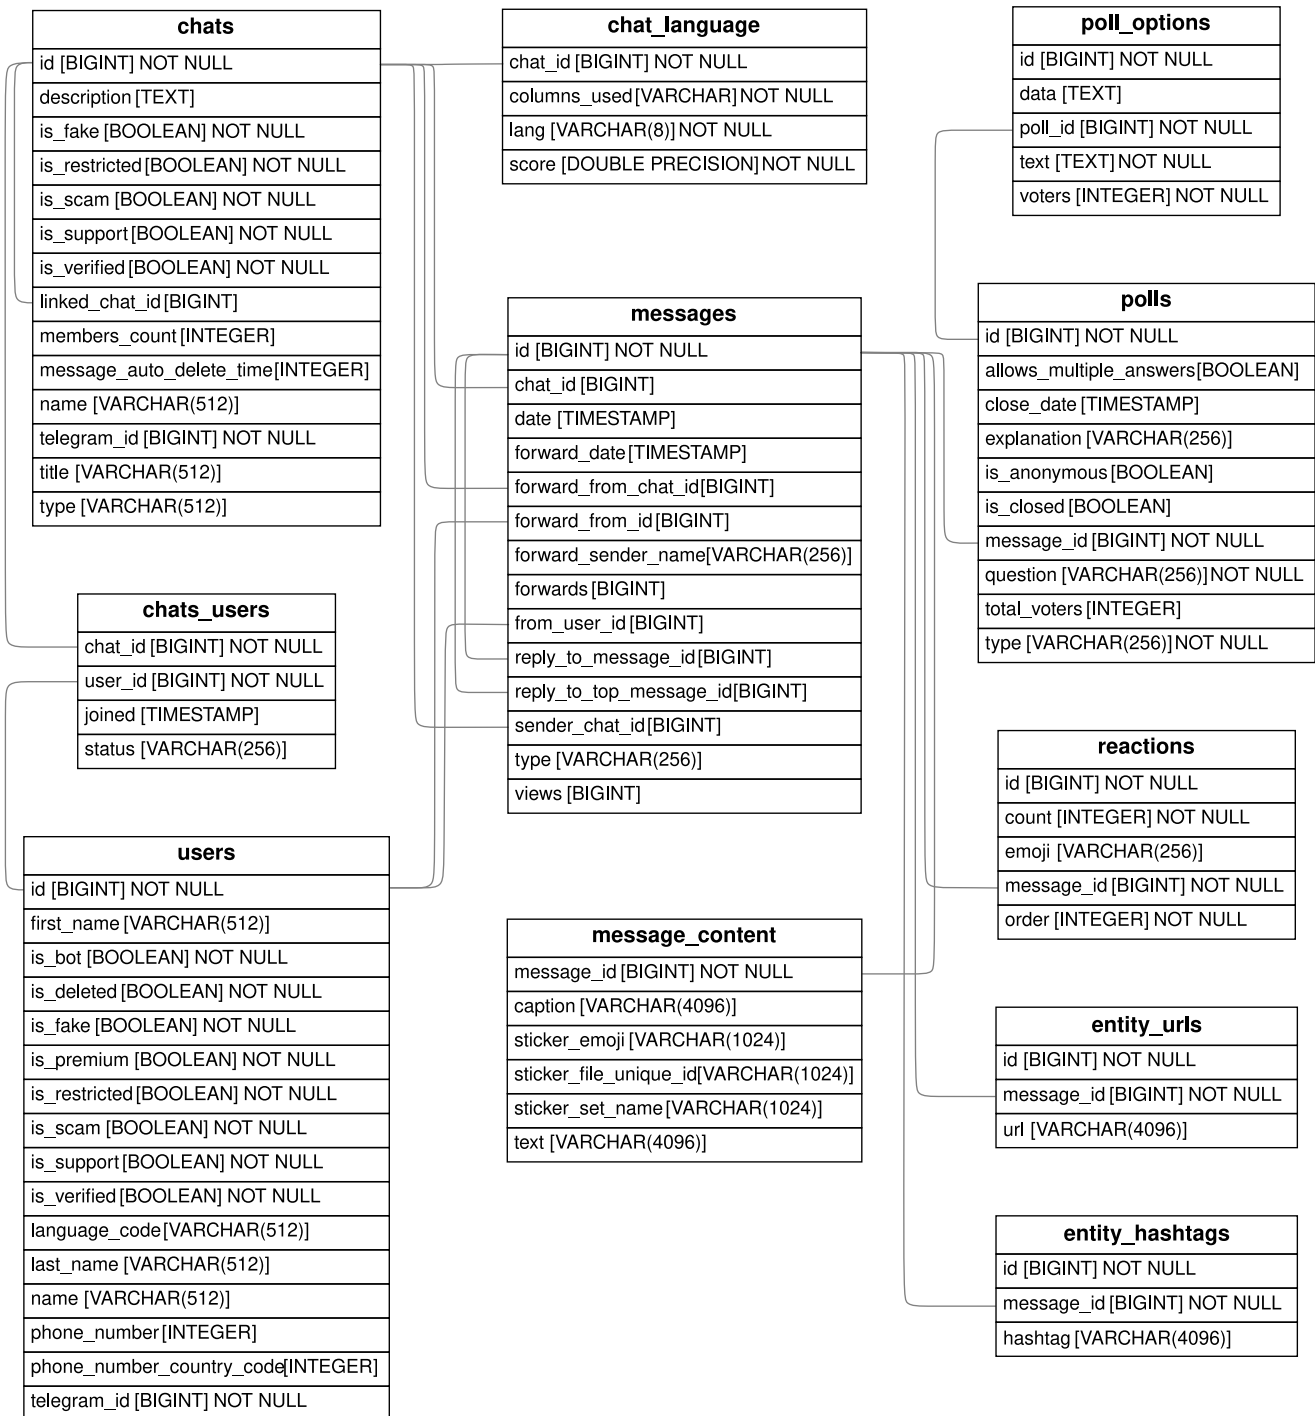 chats
id [BIGINT] NOT NULL
description [TEXT]
is_fake [BOOLEAN] NOT NULL
is_restricted [BOOLEAN] NOT NULL
is_scam [BOOLEAN] NOT NULL
is_support [BOOLEAN] NOT NULL
is_verified [BOOLEAN] NOT NULL
linked_chat_id [BIGINT]
members_count [INTEGER]
message_auto_delete_time [INTEGER]
name [VARCHAR(512)]
telegram_id [BIGINT] NOT NULL
title [VARCHAR(512)]
type [VARCHAR(512)]
chats_users
chat_id [BIGINT] NOT NULL
user_id [BIGINT] NOT NULL
joined [TIMESTAMP]
status [VARCHAR(256)]
users
id [BIGINT] NOT NULL
first_name [VARCHAR(512)]
is_bot [BOOLEAN] NOT NULL
is_deleted [BOOLEAN] NOT NULL
is_fake [BOOLEAN] NOT NULL
is_premium [BOOLEAN] NOT NULL
is_restricted [BOOLEAN] NOT NULL
is_scam [BOOLEAN] NOT NULL
is_support [BOOLEAN] NOT NULL
is_verified [BOOLEAN] NOT NULL
language_code [VARCHAR(512)]
last_name [VARCHAR(512)]
name [VARCHAR(512)]
phone_number [INTEGER]
phone_number_country_code [INTEGER]
telegram_id [BIGINT] NOT NULL
chat_language
chat_id [BIGINT] NOT NULL
columns_used [VARCHAR] NOT NULL
lang [VARCHAR(8)] NOT NULL
score [DOUBLE PRECISION] NOT NULL
messages
id [BIGINT] NOT NULL
chat_id [BIGINT]
date [TIMESTAMP]
forward_date [TIMESTAMP]
forward_from_chat_id [BIGINT]
forward_from_id [BIGINT]
forward_sender_name [VARCHAR(256)]
forwards [BIGINT]
from_user_id [BIGINT]
reply_to_message_id [BIGINT]
reply_to_top_message_id [BIGINT]
sender_chat_id [BIGINT]
type [VARCHAR(256)]
views [BIGINT]
message_content
message_id [BIGINT] NOT NULL
caption [VARCHAR(4096)]
sticker_emoji [VARCHAR(1024)]
sticker_file_unique_id [VARCHAR(1024)]
sticker_set_name [VARCHAR(1024)]
text [VARCHAR(4096)]
poll_options
id [BIGINT] NOT NULL
data [TEXT]
poll_id [BIGINT] NOT NULL
text [TEXT] NOT NULL
voters [INTEGER] NOT NULL
polls
id [BIGINT] NOT NULL
allows_multiple_answers [BOOLEAN]
close_date [TIMESTAMP]
explanation [VARCHAR(256)]
is_anonymous [BOOLEAN]
is_closed [BOOLEAN]
message_id [BIGINT] NOT NULL
question [VARCHAR(256)] NOT NULL
total_voters [INTEGER]
type [VARCHAR(256)] NOT NULL
reactions
id [BIGINT] NOT NULL
count [INTEGER] NOT NULL
emoji [VARCHAR(256)]
message_id [BIGINT] NOT NULL
order [INTEGER] NOT NULL
entity_urls
id [BIGINT] NOT NULL
message_id [BIGINT] NOT NULL
url [VARCHAR(4096)]
entity_hashtags
id [BIGINT] NOT NULL
message_id [BIGINT] NOT NULL
hashtag [VARCHAR(4096)]